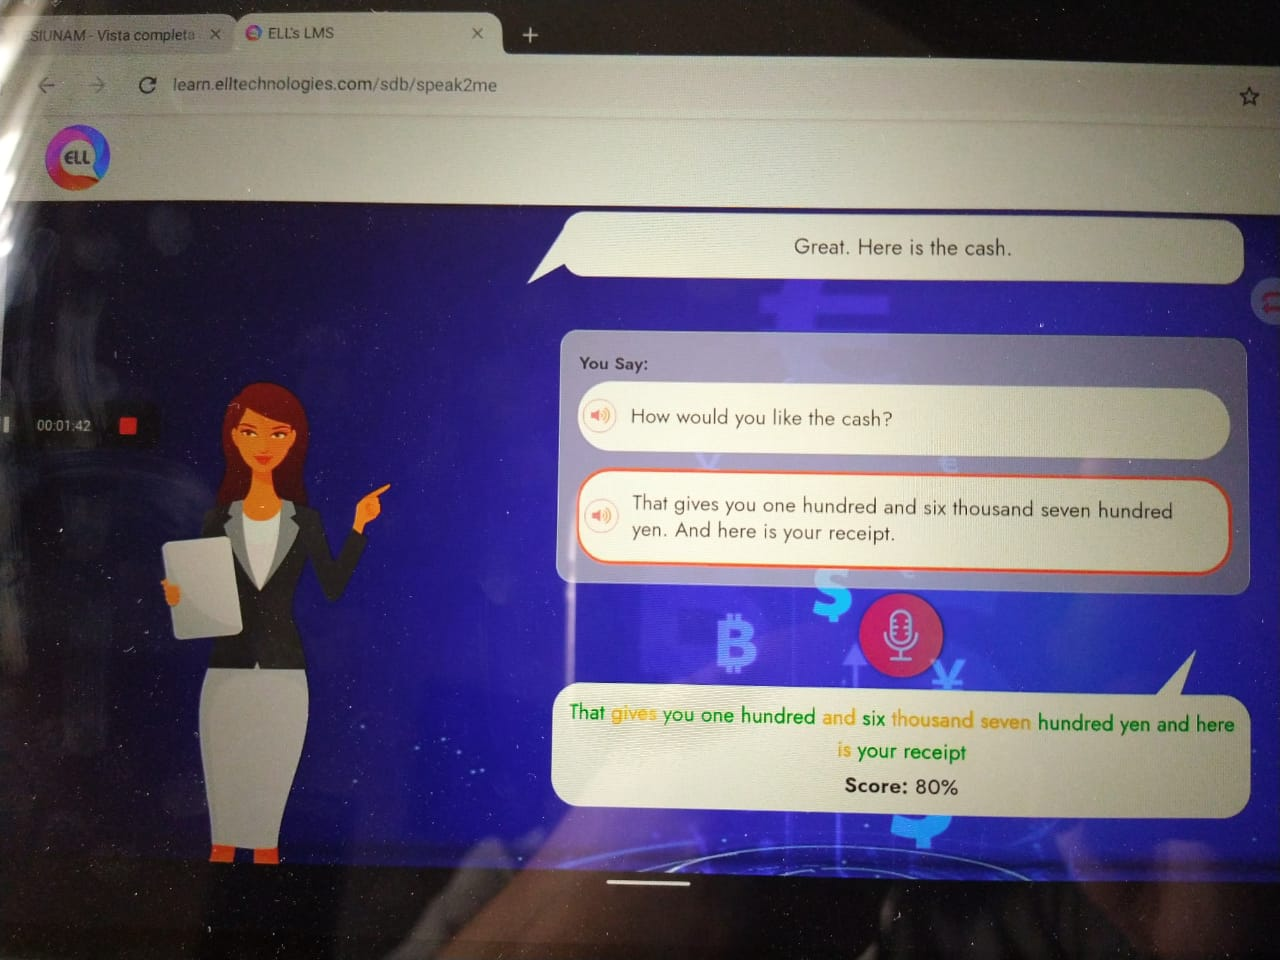 SIUNAM - Vista completa
ELL's LMS
learn.elltechnologies.com/sdb/speak2me
ELL
Great. Here is the cash.
You Say:
How would you like the cash?
00:01:42
That gives you one hundred and six thousand seven hundred
yen. And here is your receipt.
That gives you one hundred and six thousand seven hundred yen and here
is your receipt
Score: 80%